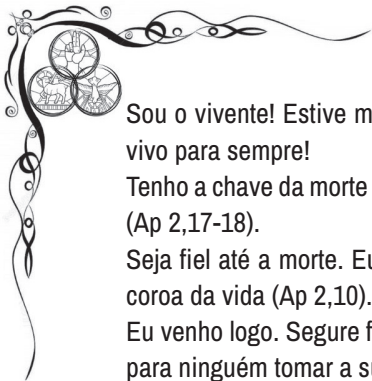 Sou o vivente! Estive m
vivo para sempre!
Tenho a chave da morte
(Ap 2,17-18).
Seja fiel até a morte. Eu
coroa da vida (Ap 2,10).
Eu venho logo. Segure f
para ninguém tomar a su